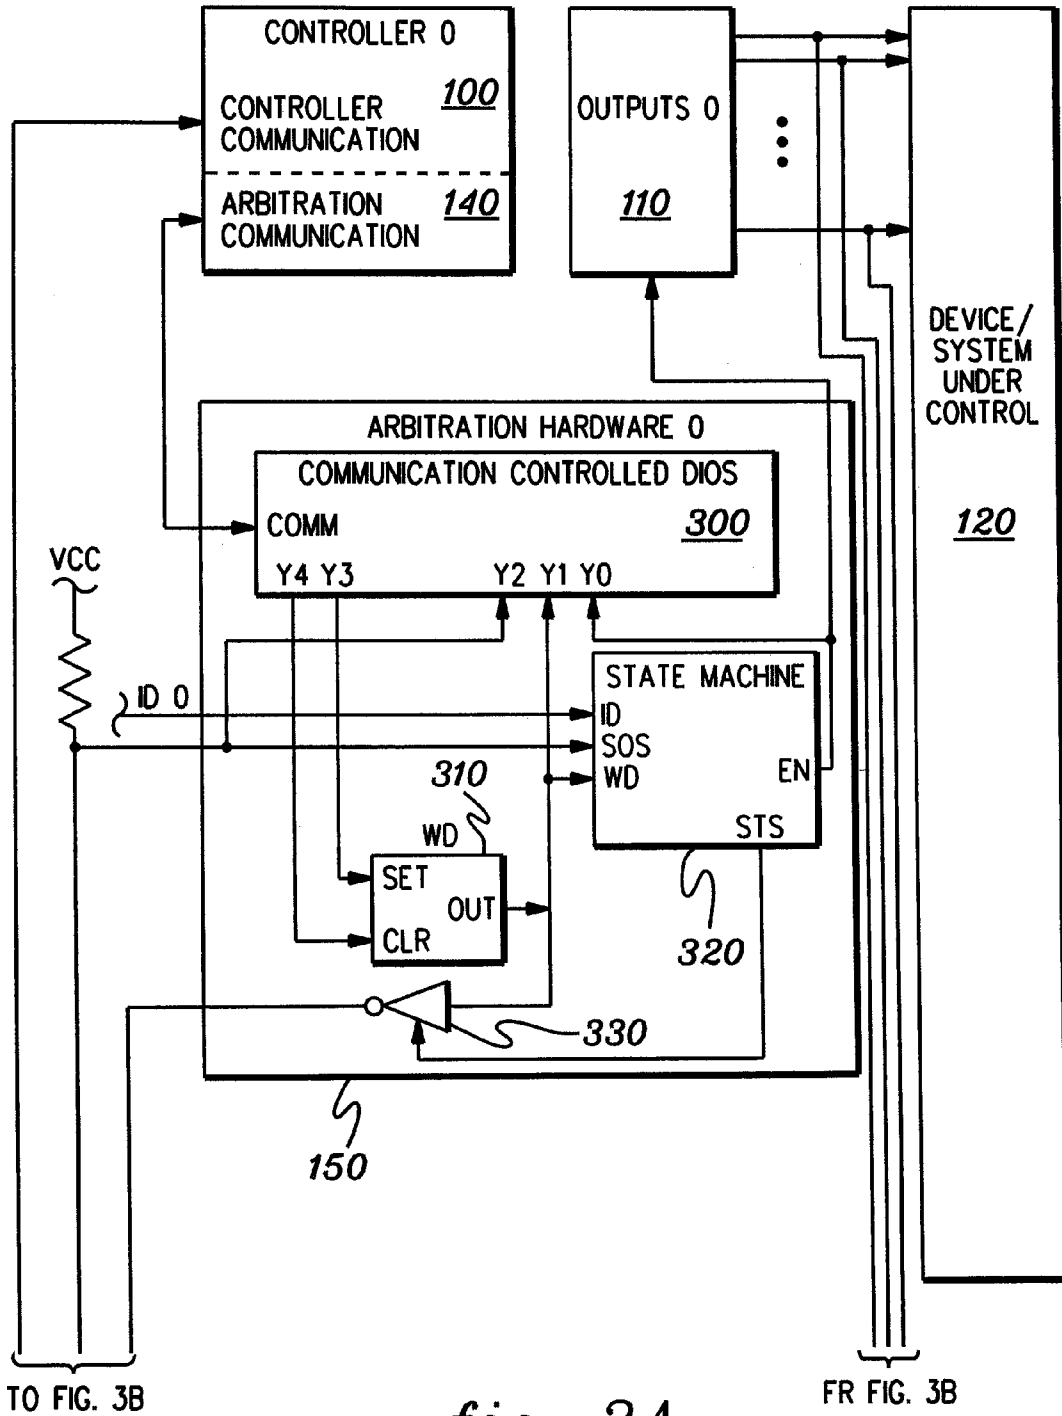 CONTROLLER 0
100
CONTROLLER
COMMUNICATION
ARBITRATION
COMMUNICATION
140
OUTPUTS 0
110
DEVICE/
SYSTEM
UNDER
CONTROL
120
ARBITRATION HARDWARE 0
COMMUNICATION CONTROLLED DIOS
COMM
300
Y4 Y3 Y2 Y1 Y0
VCC
ID 0
STATE MACHINE
ID
SOS
WD
EN
STS
310
WD
SET
OUT
CLR
320
330
150
TO FIG. 3B
FR FIG. 3B